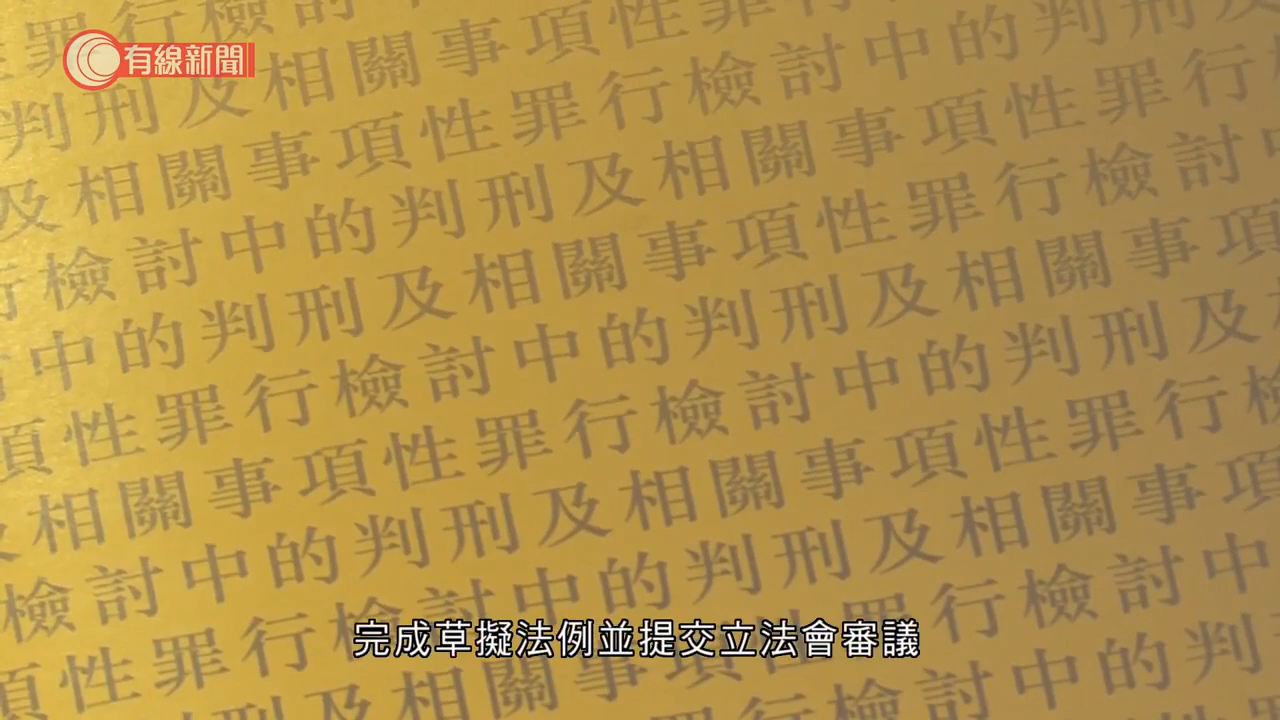 有線新聞
罪行檢討
判刑及相關事項性
及相關事項性罪行檢討中的判刑及
行檢討中的判刑及相關事項性罪行
中的判刑及相關事項性罪行檢討中
項性罪行檢討中的判刑及相關事項
及相關事項性罪行檢討中的判刑及
檢討中的判刑及相關事項性罪行檢
項性罪行檢討中的判刑及相關事項
刑及相關事項性罪行檢討中
檢討中的判
完成草擬法例並提交立法會審議